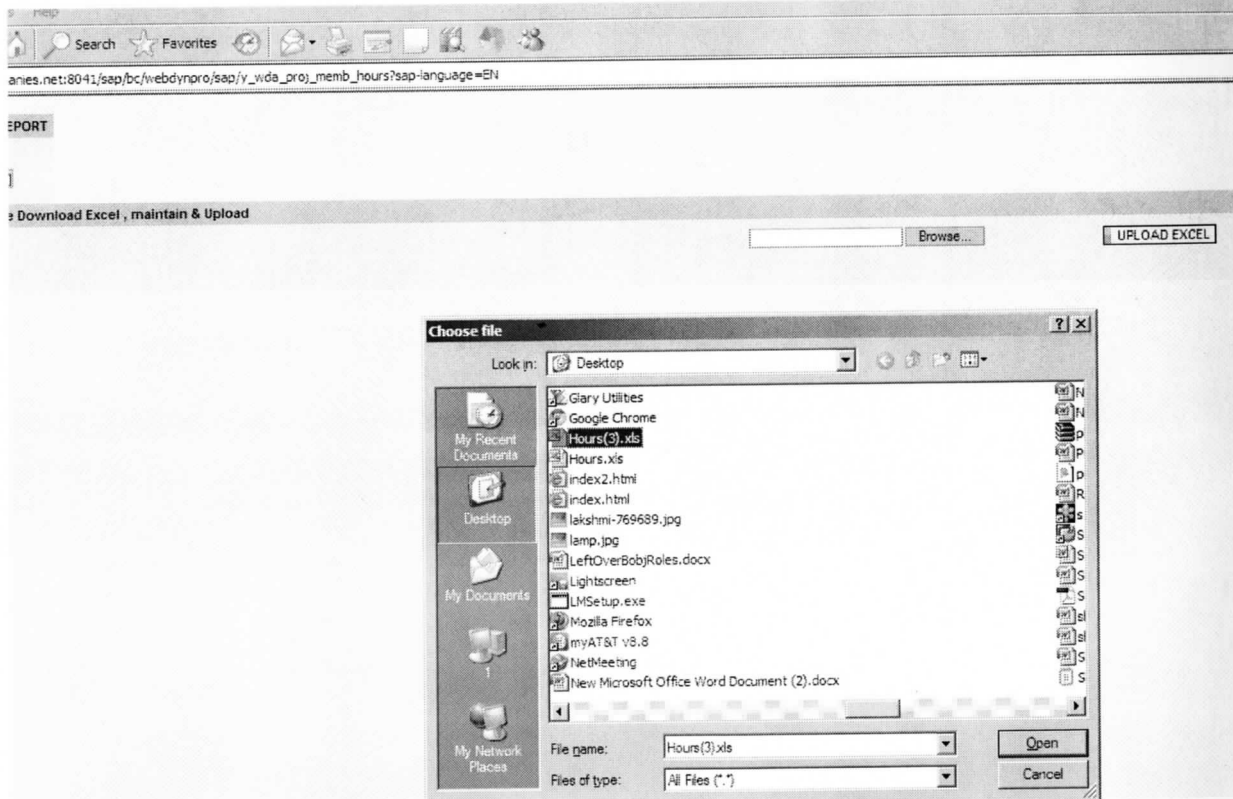 s Help
Search Favorites
anies.net:8041/sap/bc/webdynpro/sap/y_wda_proj_memb_hours?sap-language=EN
EPORT
e Download Excel , maintain & Upload
Browse...
UPLOAD EXCEL
Choose file
Look in: Desktop
My Recent Documents
Desktop
My Documents
1
My Network Places
Glary Utilities
Google Chrome
Hours(3).xls
Hours.xls
index2.html
index.html
lakshmi-769689.jpg
lamp.jpg
LeftOverBobjRoles.docx
Lightscreen
LMSetup.exe
Mozilla Firefox
myAT&T v8.8
NetMeeting
New Microsoft Office Word Document (2).docx
N
N
p
P
p
R
s
S
S
S
S
sl
sl
S
S
File name: Hours(3).xls Open
Files of type: All Files (*.*) Cancel